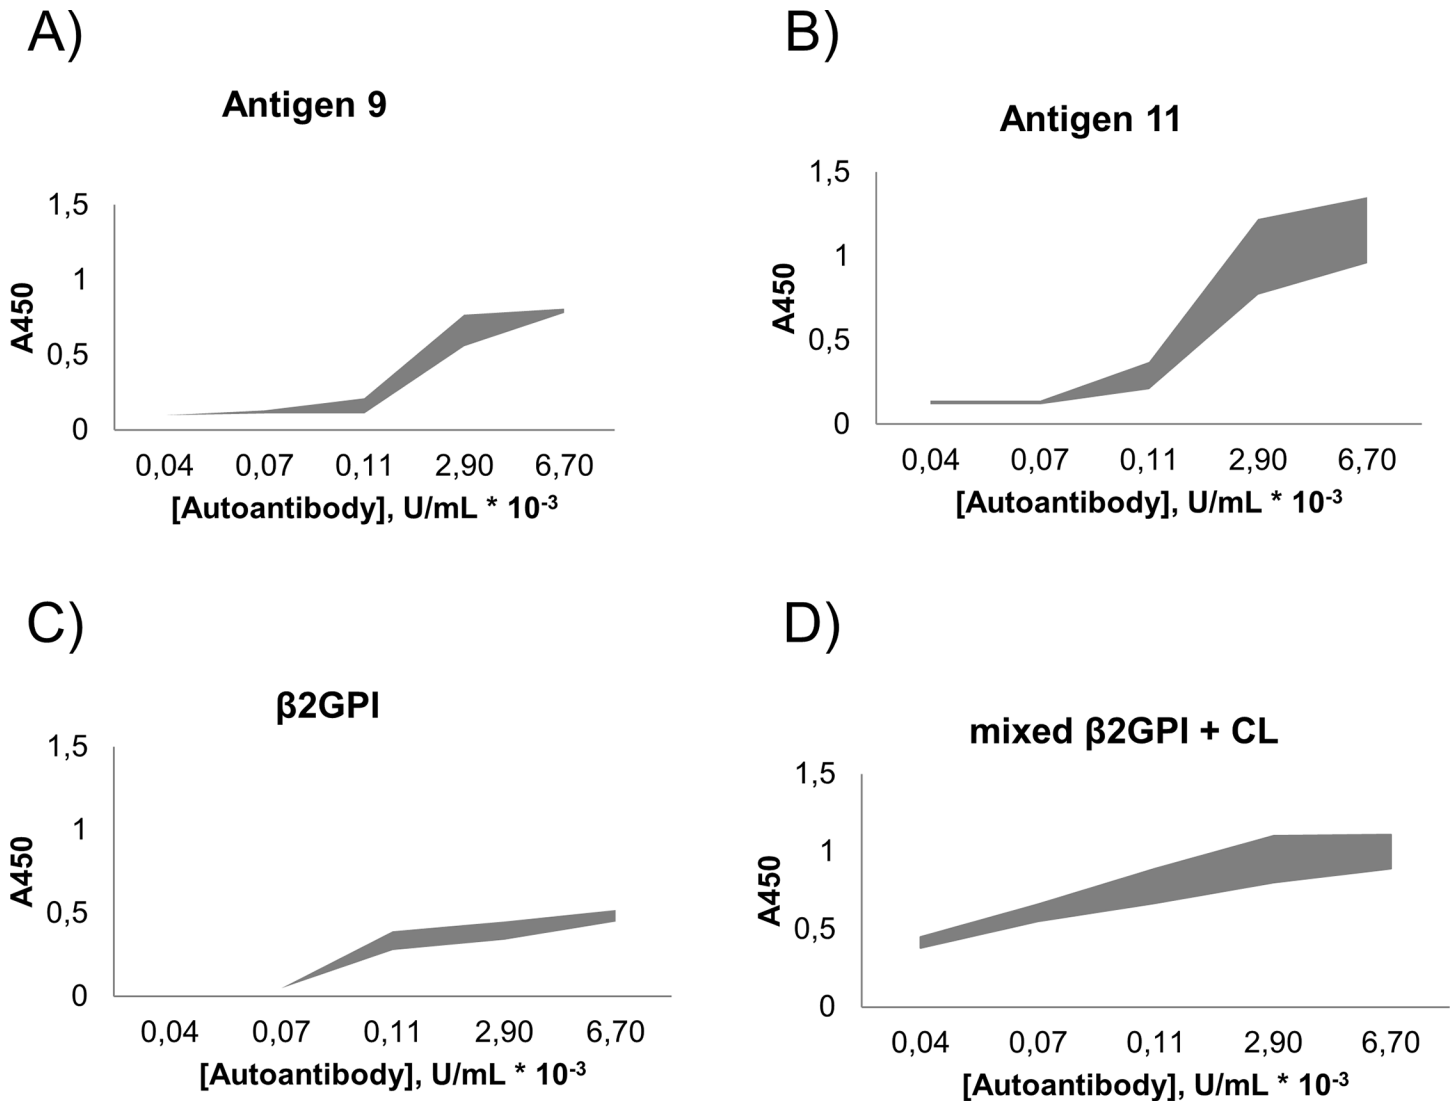 A)
Antigen 9
1,5
1
0,5
0
A450
0,04 0,07 0,11 2,90 6,70
[Autoantibody], U/mL * 10-3
B)
Antigen 11
1,5
1
0,5
0
A450
0,04 0,07 0,11 2,90 6,70
[Autoantibody], U/mL * 10-3
C)
β2GPI
1,5
1
0,5
0
A450
0,04 0,07 0,11 2,90 6,70
[Autoantibody], U/mL * 10-3
D)
mixed β2GPI + CL
1,5
1
0,5
0
A450
0,04 0,07 0,11 2,90 6,70
[Autoantibody], U/mL * 10-3